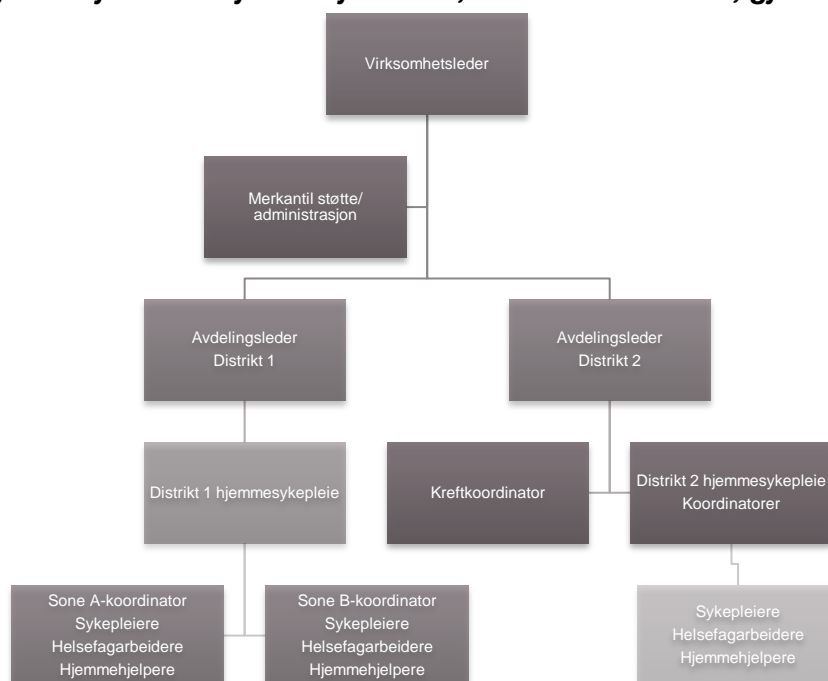 Virksomhetsleder
Merkantil støtte/
administrasjon
Avdelingsleder
Distrikt 1
Avdelingsleder
Distrikt 2
Distrikt 1 hjemmesykepleie
Kreftkoordinator
Distrikt 2 hjemmesykepleie
Koordinatorer
Sone A-koordinator
Sykepleiere
Helsefagarbeidere
Hjemmehjelpere
Sone B-koordinator
Sykepleiere
Helsefagarbeidere
Hjemmehjelpere
Sykepleiere
Helsefagarbeidere
Hjemmehjelpere